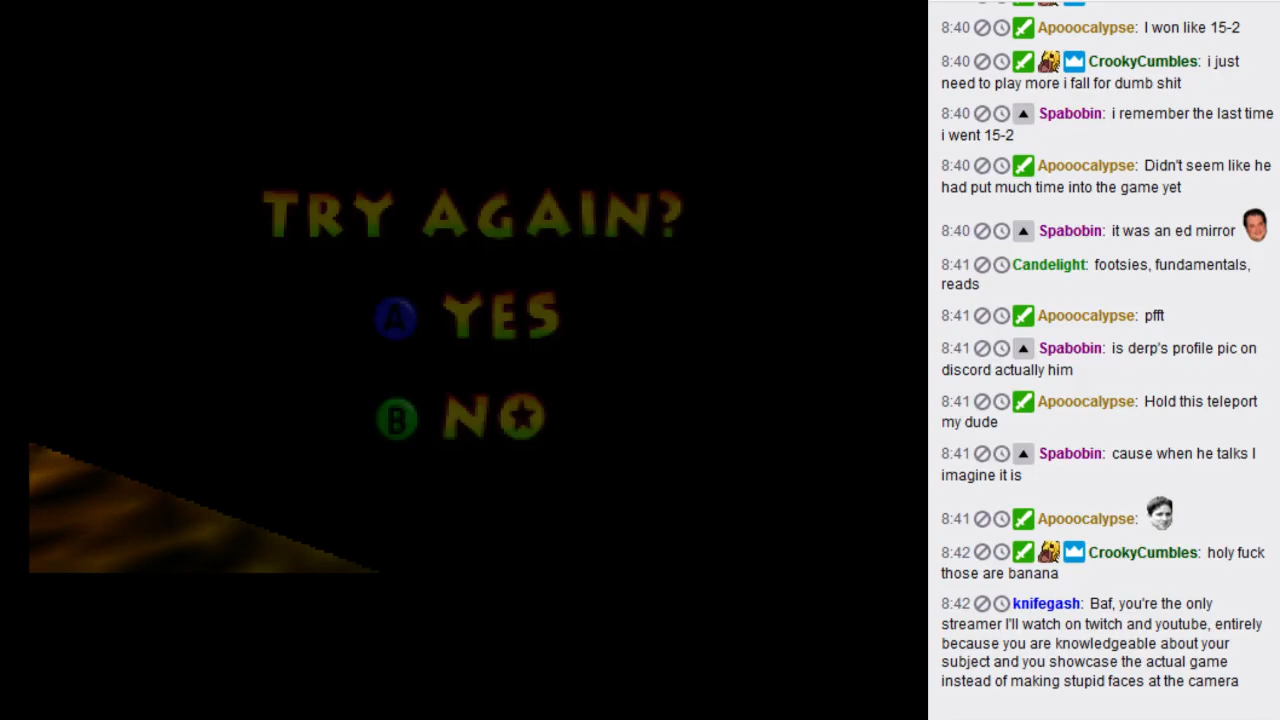 TRY AGAIN?
A YES
B NO
8:40 Apooocalypse: I won like 15-2
8:40 CrookyCumbles: i just
need to play more i fall for dumb shit
8:40 Spabobin: i remember the last time
i went 15-2
8:40 Apooocalypse: Didn't seem like he
had put much time into the game yet
8:40 Spabobin: it was an ed mirror
8:41 Candelight: footsies, fundamentals,
reads
8:41 Apooocalypse: pfft
8:41 Spabobin: is derp's profile pic on
discord actually him
8:41 Apooocalypse: Hold this teleport
my dude
8:41 Spabobin: cause when he talks I
imagine it is
8:41 Apooocalypse:
8:42 CrookyCumbles: holy fuck
those are banana
8:42 knifegash: Baf, you're the only
streamer I'll watch on twitch and youtube, entirely
because you are knowledgeable about your
subject and you showcase the actual game
instead of making stupid faces at the camera